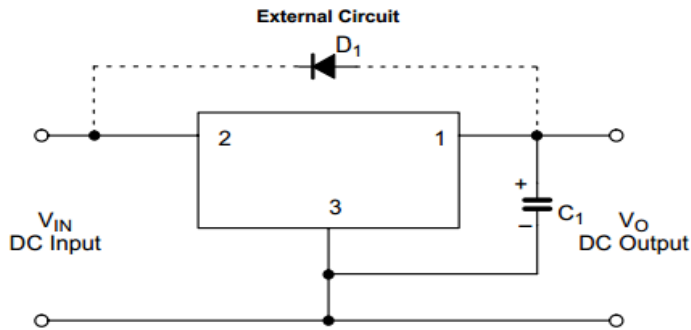 External Circuit
D1
2
1
3
+
C1
–
VIN
DC Input
VO
DC Output